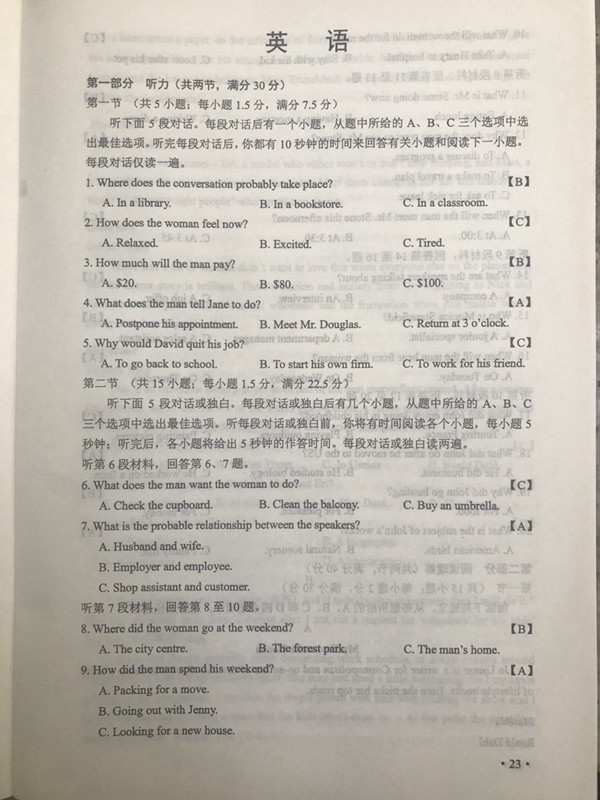 英 语
第一部分 听力（共两节，满分 30 分）
第一节 （共 5 小题；每小题 1.5 分，满分 7.5 分）
听下面 5 段对话。每段对话后有一个小题，从题中所给的 A、B、C 三个选项中选
出最佳选项。听完每段对话后，你都有 10 秒钟的时间来回答有关小题和阅读下一小题。
每段对话仅读一遍。
1. Where does the conversation probably take place? 【B】
A. In a library. B. In a bookstore. C. In a classroom.
2. How does the woman feel now? 【C】
A. Relaxed. B. Excited. C. Tired.
3. How much will the man pay? 【B】
A. $20. B. $80. C. $100.
4. What does the man tell Jane to do? 【A】
A. Postpone his appointment. B. Meet Mr. Douglas. C. Return at 3 o'clock.
5. Why would David quit his job? 【C】
A. To go back to school. B. To start his own firm. C. To work for his friend.
第二节 （共 15 小题；每小题 1.5 分，满分 22.5 分）
听下面 5 段对话或独白。每段对话或独白后有几个小题，从题中所给的 A、B、C
三个选项中选出最佳选项。听每段对话或独白前，你将有时间阅读各个小题，每小题 5
秒钟；听完后，各小题将给出 5 秒钟的作答时间。每段对话或独白读两遍。
听第 6 段材料，回答第 6、7 题。
6. What does the man want the woman to do? 【C】
A. Check the cupboard. B. Clean the balcony. C. Buy an umbrella.
7. What is the probable relationship between the speakers? 【A】
A. Husband and wife.
B. Employer and employee.
C. Shop assistant and customer.
听第 7 段材料，回答第 8 至 10 题。
8. Where did the woman go at the weekend? 【B】
A. The city centre. B. The forest park. C. The man's home.
9. How did the man spend his weekend? 【A】
A. Packing for a move.
B. Going out with Jenny.
C. Looking for a new house.
· 23 ·